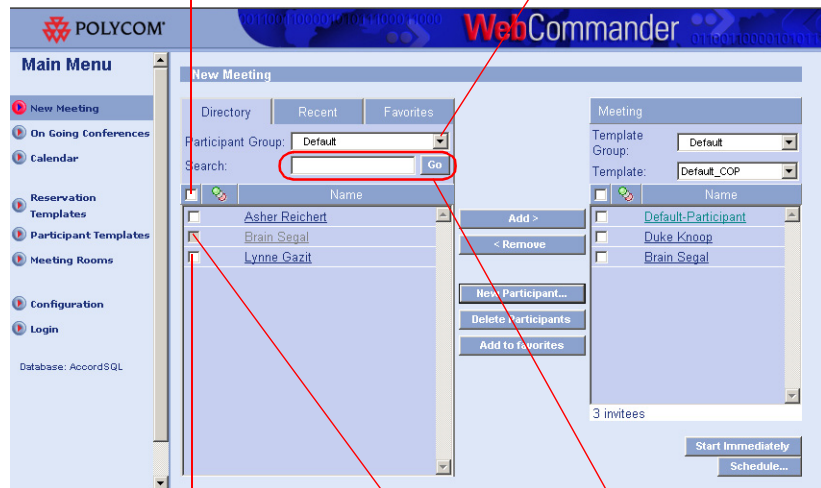 POLYCOM
WebCommander
Main Menu
New Meeting
On Going Conferences
Calendar
Reservation
Templates
Participant Templates
Meeting Rooms
Configuration
Login
Database: AccordSQL
New Meeting
Directory
Recent
Favorites
Participant Group:
Default
Search:
Go
Name
Asher Reichert
Brain Segal
Lynne Gazit
Add >
< Remove
New Participant...
Delete Participants
Add to favorites
Meeting
Template
Group:
Default
Template:
Default_COP
Name
Default-Participant
Duke Knoop
Brain Segal
3 invitees
Start Immediately
Schedule...